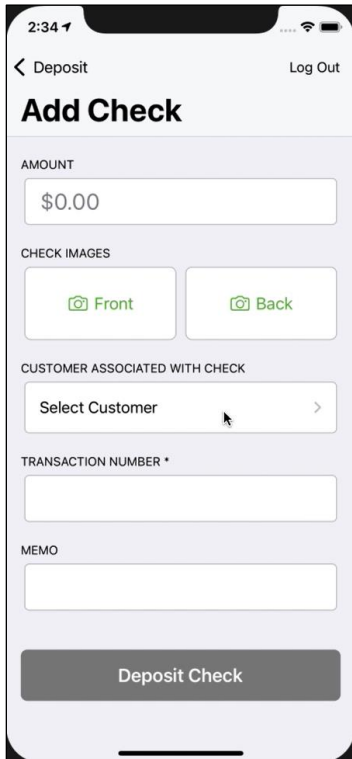 2:34
Deposit Log Out
Add Check
AMOUNT
$0.00
CHECK IMAGES
Front Back
CUSTOMER ASSOCIATED WITH CHECK
Select Customer
TRANSACTION NUMBER *
MEMO
Deposit Check